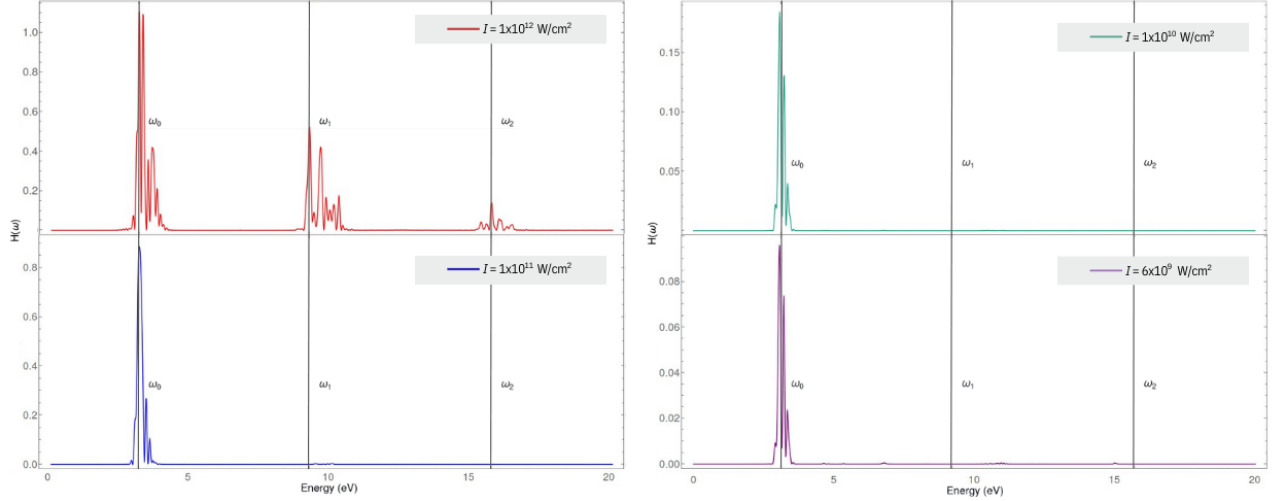 I = 1x10¹² W/cm²
1.0
0.8
0.6
0.4
0.2
0.0
ω₀
ω₁
ω₂
H(ω)
I = 1x10¹¹ W/cm²
0.8
0.6
0.4
0.2
0.0
ω₀
ω₁
ω₂
0
5
10
15
20
Energy (eV)
I = 1x10¹⁰ W/cm²
0.15
0.10
0.05
ω₀
ω₁
ω₂
H(ω)
I = 6x10⁹ W/cm²
0.08
0.06
0.04
0.02
0.00
ω₀
ω₁
ω₂
0
5
10
15
20
Energy (eV)